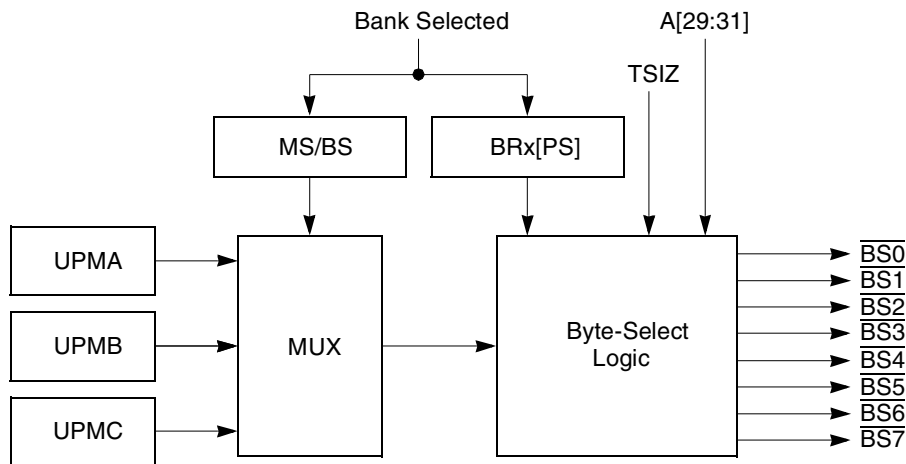 Bank Selected
A[29:31]
TSIZ
MS/BS
BRx[PS]
UPMA
UPMB
UPMC
MUX
Byte-Select
Logic
BS0
BS1
BS2
BS3
BS4
BS5
BS6
BS7